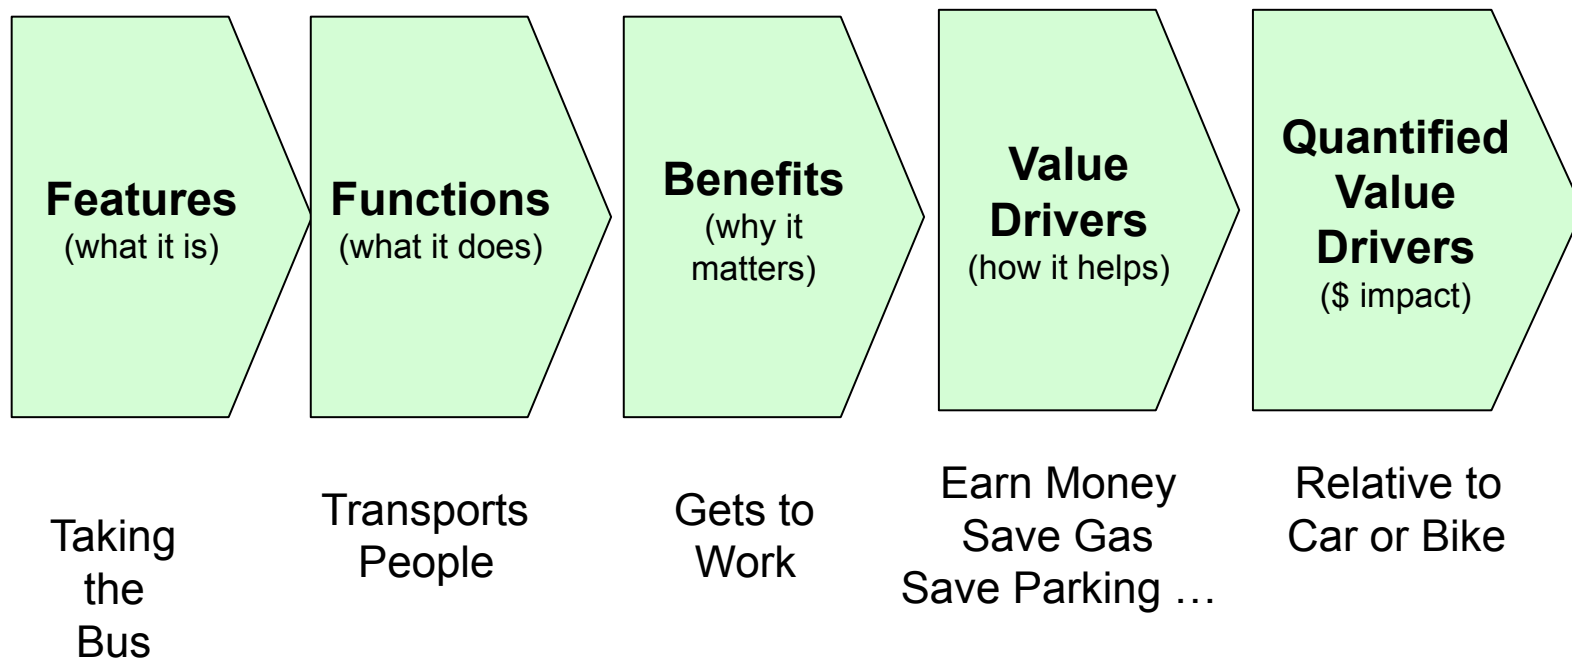 Features
(what it is)
Functions
(what it does)
Benefits
(why it
matters)
Value
Drivers
(how it helps)
Quantified
Value
Drivers
($ impact)
Taking
the
Bus
Transports
People
Gets to
Work
Earn Money
Save Gas
Save Parking …
Relative to
Car or Bike